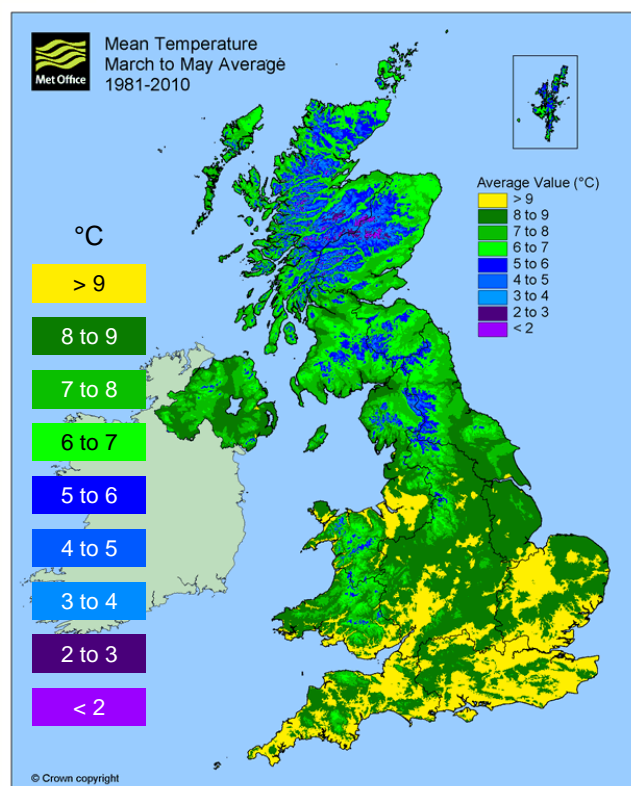 Met Office
Mean Temperature
March to May Average
1981-2010
Average Value (°C)
> 9
8 to 9
7 to 8
6 to 7
5 to 6
4 to 5
3 to 4
2 to 3
< 2
°C
> 9
8 to 9
7 to 8
6 to 7
5 to 6
4 to 5
3 to 4
2 to 3
< 2
© Crown copyright